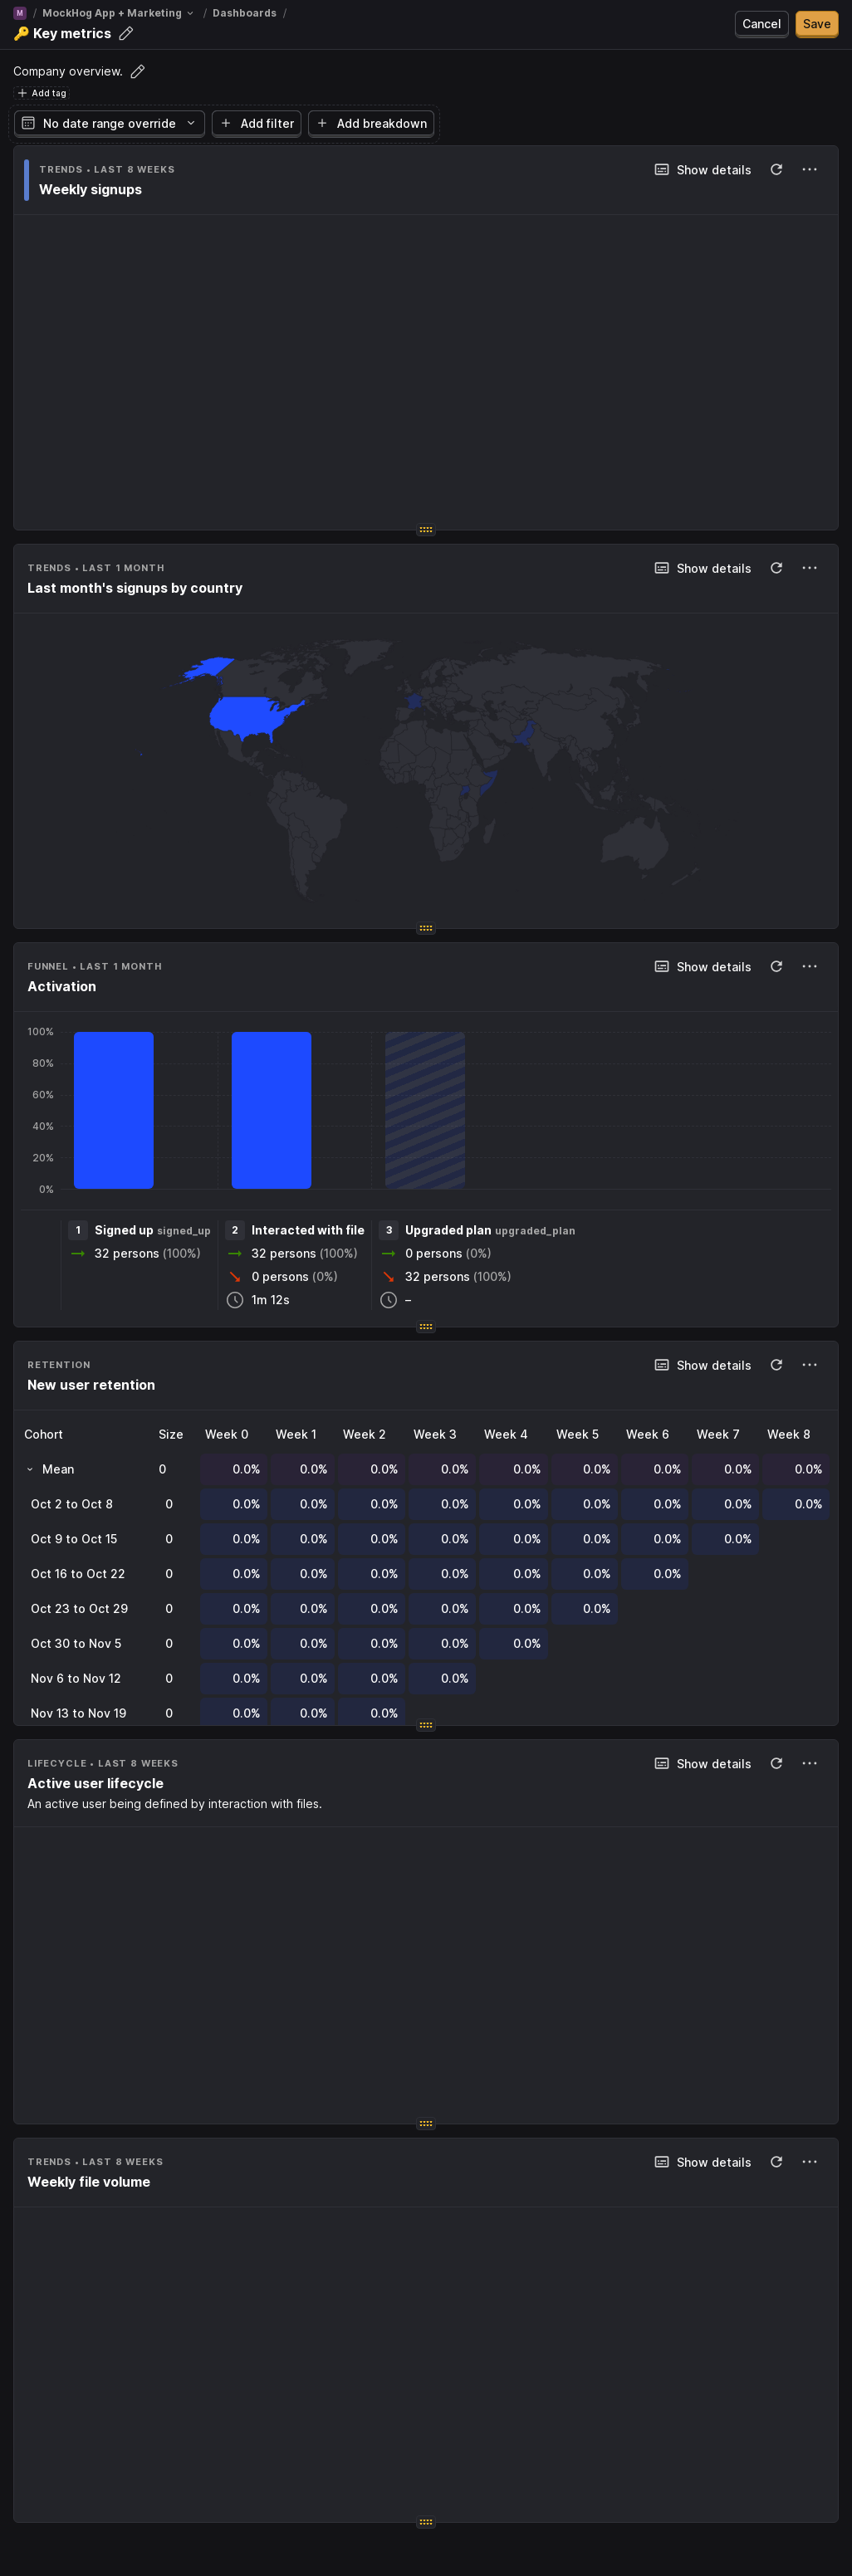 M / MockHog App + Marketing / Dashboards /
🔑 Key metrics
Cancel Save
Company overview.
Add tag
No date range override Add filter Add breakdown
TRENDS • LAST 8 WEEKS
Weekly signups
Show details
TRENDS • LAST 1 MONTH
Last month's signups by country
Show details
FUNNEL • LAST 1 MONTH
Activation
Show details
100%
80%
60%
40%
20%
0%
1 Signed up signed_up
32 persons (100%)
2 Interacted with file
32 persons (100%)
0 persons (0%)
1m 12s
3 Upgraded plan upgraded_plan
0 persons (0%)
32 persons (100%)
–
RETENTION
New user retention
Show details
Cohort Size Week 0 Week 1 Week 2 Week 3 Week 4 Week 5 Week 6 Week 7 Week 8
Mean 0 0.0% 0.0% 0.0% 0.0% 0.0% 0.0% 0.0% 0.0% 0.0%
Oct 2 to Oct 8 0 0.0% 0.0% 0.0% 0.0% 0.0% 0.0% 0.0% 0.0% 0.0%
Oct 9 to Oct 15 0 0.0% 0.0% 0.0% 0.0% 0.0% 0.0% 0.0% 0.0%
Oct 16 to Oct 22 0 0.0% 0.0% 0.0% 0.0% 0.0% 0.0% 0.0%
Oct 23 to Oct 29 0 0.0% 0.0% 0.0% 0.0% 0.0% 0.0%
Oct 30 to Nov 5 0 0.0% 0.0% 0.0% 0.0% 0.0%
Nov 6 to Nov 12 0 0.0% 0.0% 0.0% 0.0%
Nov 13 to Nov 19 0 0.0% 0.0% 0.0%
LIFECYCLE • LAST 8 WEEKS
Active user lifecycle
An active user being defined by interaction with files.
Show details
TRENDS • LAST 8 WEEKS
Weekly file volume
Show details